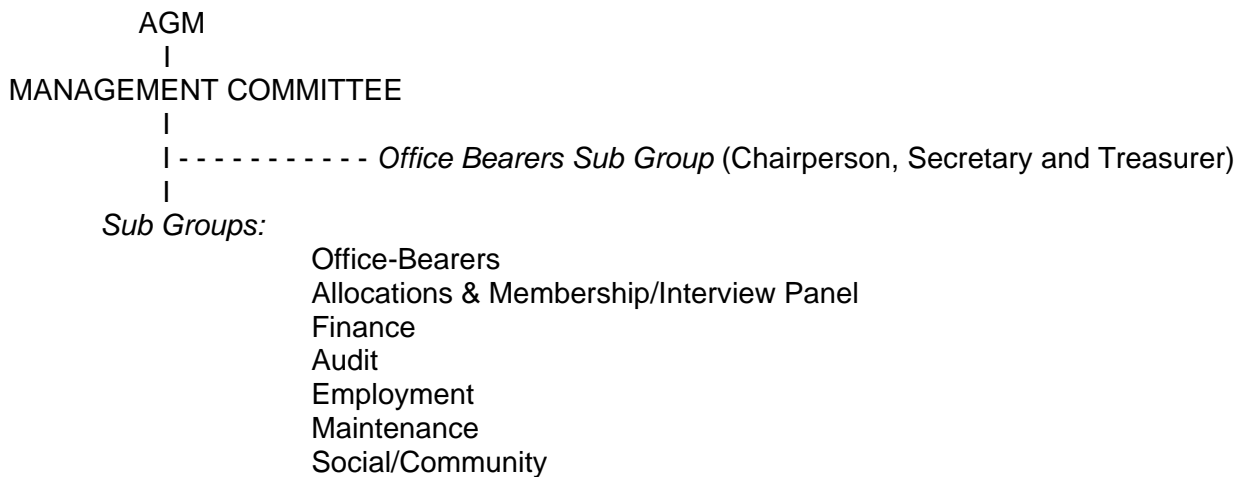 AGM
I
MANAGEMENT COMMITTEE
I
I - - - - - - - - - - - Office Bearers Sub Group (Chairperson, Secretary and Treasurer)
I
Sub Groups:
Office-Bearers
Allocations & Membership/Interview Panel
Finance
Audit
Employment
Maintenance
Social/Community